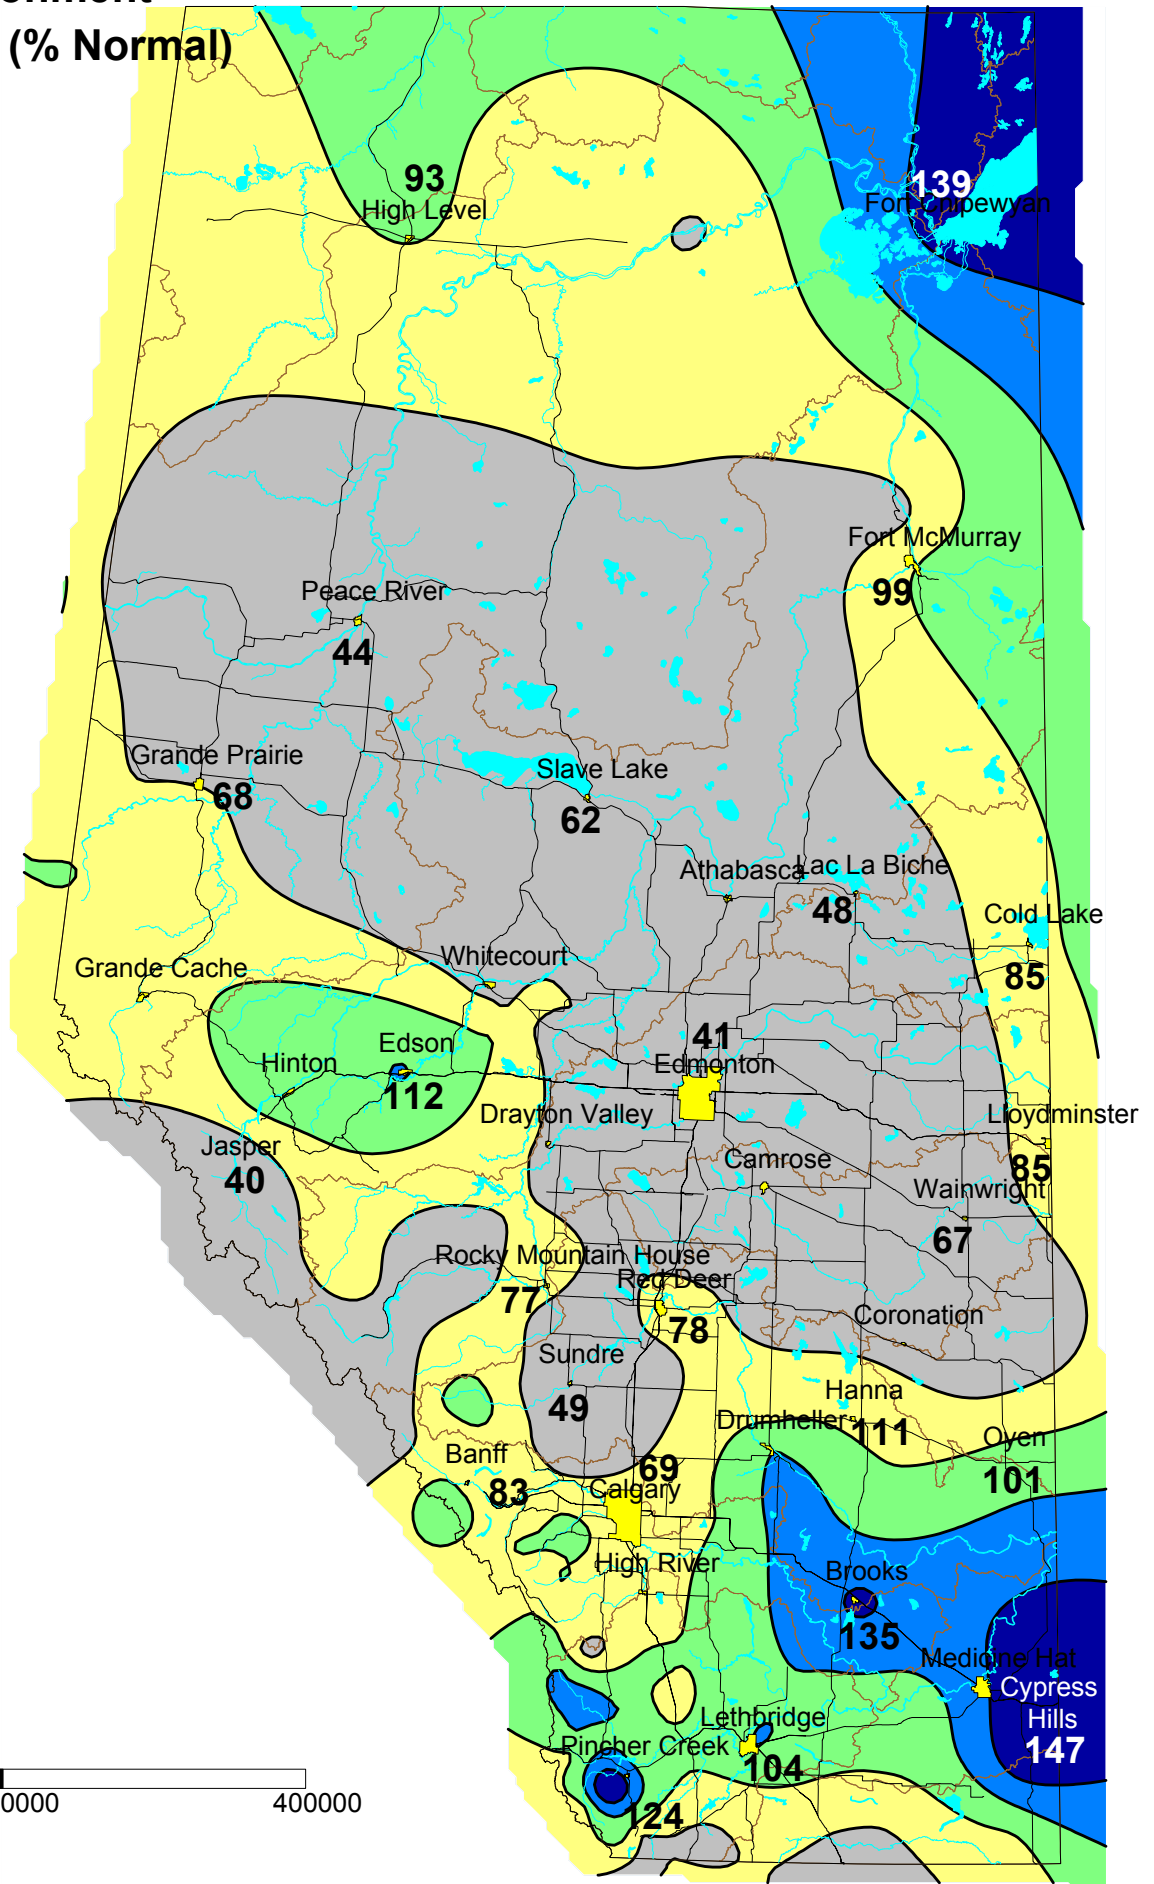 onment
(% Normal)
93
High Level
139
Fort Chipewyan
Fort McMurray
99
Peace River
44
Grande Prairie
68
Slave Lake
62
Athabasca
Lac La Biche
48
Cold Lake
85
Whitecourt
Grande Cache
41
Edmonton
Edson
Hinton
112
Drayton Valley
Lloydminster
85
Jasper
40
Camrose
Wainwright
67
Rocky Mountain House
77
Red Deer
78
Coronation
Sundre
49
Hanna
111
Drumheller
Oyen
101
Banff
83
69
Calgary
High River
Brooks
135
Medicine Hat
Cypress
Hills
147
Lethbridge
104
Pincher Creek
124
0000
400000